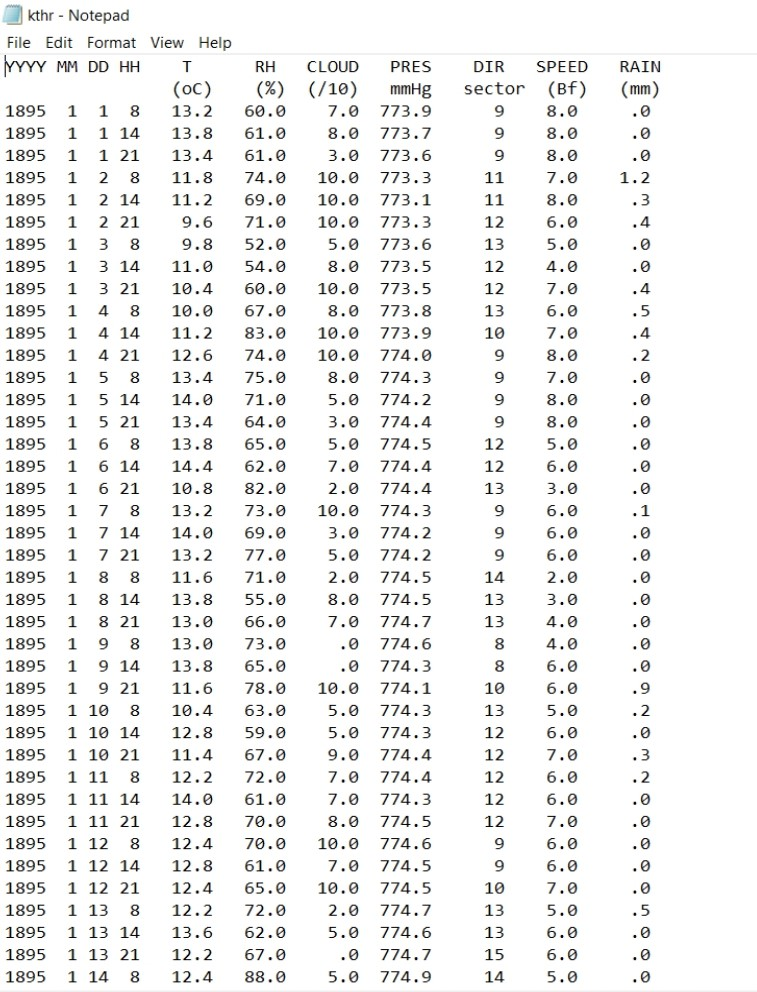 kthr - Notepad
File Edit Format View Help
YYYY MM DD HH T RH CLOUD PRES DIR SPEED RAIN
(oC) (%) (/10) mmHg sector (Bf) (mm)
1895 1 1 8 13.2 60.0 7.0 773.9 9 8.0 .0
1895 1 1 14 13.8 61.0 8.0 773.7 9 8.0 .0
1895 1 1 21 13.4 61.0 3.0 773.6 9 8.0 .0
1895 1 2 8 11.8 74.0 10.0 773.3 11 7.0 1.2
1895 1 2 14 11.2 69.0 10.0 773.1 11 8.0 .3
1895 1 2 21 9.6 71.0 10.0 773.3 12 6.0 .4
1895 1 3 8 9.8 52.0 5.0 773.6 13 5.0 .0
1895 1 3 14 11.0 54.0 8.0 773.5 12 4.0 .0
1895 1 3 21 10.4 60.0 10.0 773.5 12 7.0 .4
1895 1 4 8 10.0 67.0 8.0 773.8 13 6.0 .5
1895 1 4 14 11.2 83.0 10.0 773.9 10 7.0 .4
1895 1 4 21 12.6 74.0 10.0 774.0 9 8.0 .2
1895 1 5 8 13.4 75.0 8.0 774.3 9 7.0 .0
1895 1 5 14 14.0 71.0 5.0 774.2 9 8.0 .0
1895 1 5 21 13.4 64.0 3.0 774.4 9 8.0 .0
1895 1 6 8 13.8 65.0 5.0 774.5 12 5.0 .0
1895 1 6 14 14.4 62.0 7.0 774.4 12 6.0 .0
1895 1 6 21 10.8 82.0 2.0 774.4 13 3.0 .0
1895 1 7 8 13.2 73.0 10.0 774.3 9 6.0 .1
1895 1 7 14 14.0 69.0 3.0 774.2 9 6.0 .0
1895 1 7 21 13.2 77.0 5.0 774.2 9 6.0 .0
1895 1 8 8 11.6 71.0 2.0 774.5 14 2.0 .0
1895 1 8 14 13.8 55.0 8.0 774.5 13 3.0 .0
1895 1 8 21 13.0 66.0 7.0 774.7 13 4.0 .0
1895 1 9 8 13.0 73.0 .0 774.6 8 4.0 .0
1895 1 9 14 13.8 65.0 .0 774.3 8 6.0 .0
1895 1 9 21 11.6 78.0 10.0 774.1 10 6.0 .9
1895 1 10 8 10.4 63.0 5.0 774.3 13 5.0 .2
1895 1 10 14 12.8 59.0 5.0 774.3 12 6.0 .0
1895 1 10 21 11.4 67.0 9.0 774.4 12 7.0 .3
1895 1 11 8 12.2 72.0 7.0 774.4 12 6.0 .2
1895 1 11 14 14.0 61.0 7.0 774.3 12 6.0 .0
1895 1 11 21 12.8 70.0 8.0 774.5 12 7.0 .0
1895 1 12 8 12.4 70.0 10.0 774.6 9 6.0 .0
1895 1 12 14 12.8 61.0 7.0 774.5 9 6.0 .0
1895 1 12 21 12.4 65.0 10.0 774.5 10 7.0 .0
1895 1 13 8 12.2 72.0 2.0 774.7 13 5.0 .5
1895 1 13 14 13.6 62.0 5.0 774.6 13 6.0 .0
1895 1 13 21 12.2 67.0 .0 774.7 15 6.0 .0
1895 1 14 8 12.4 88.0 5.0 774.9 14 5.0 .0